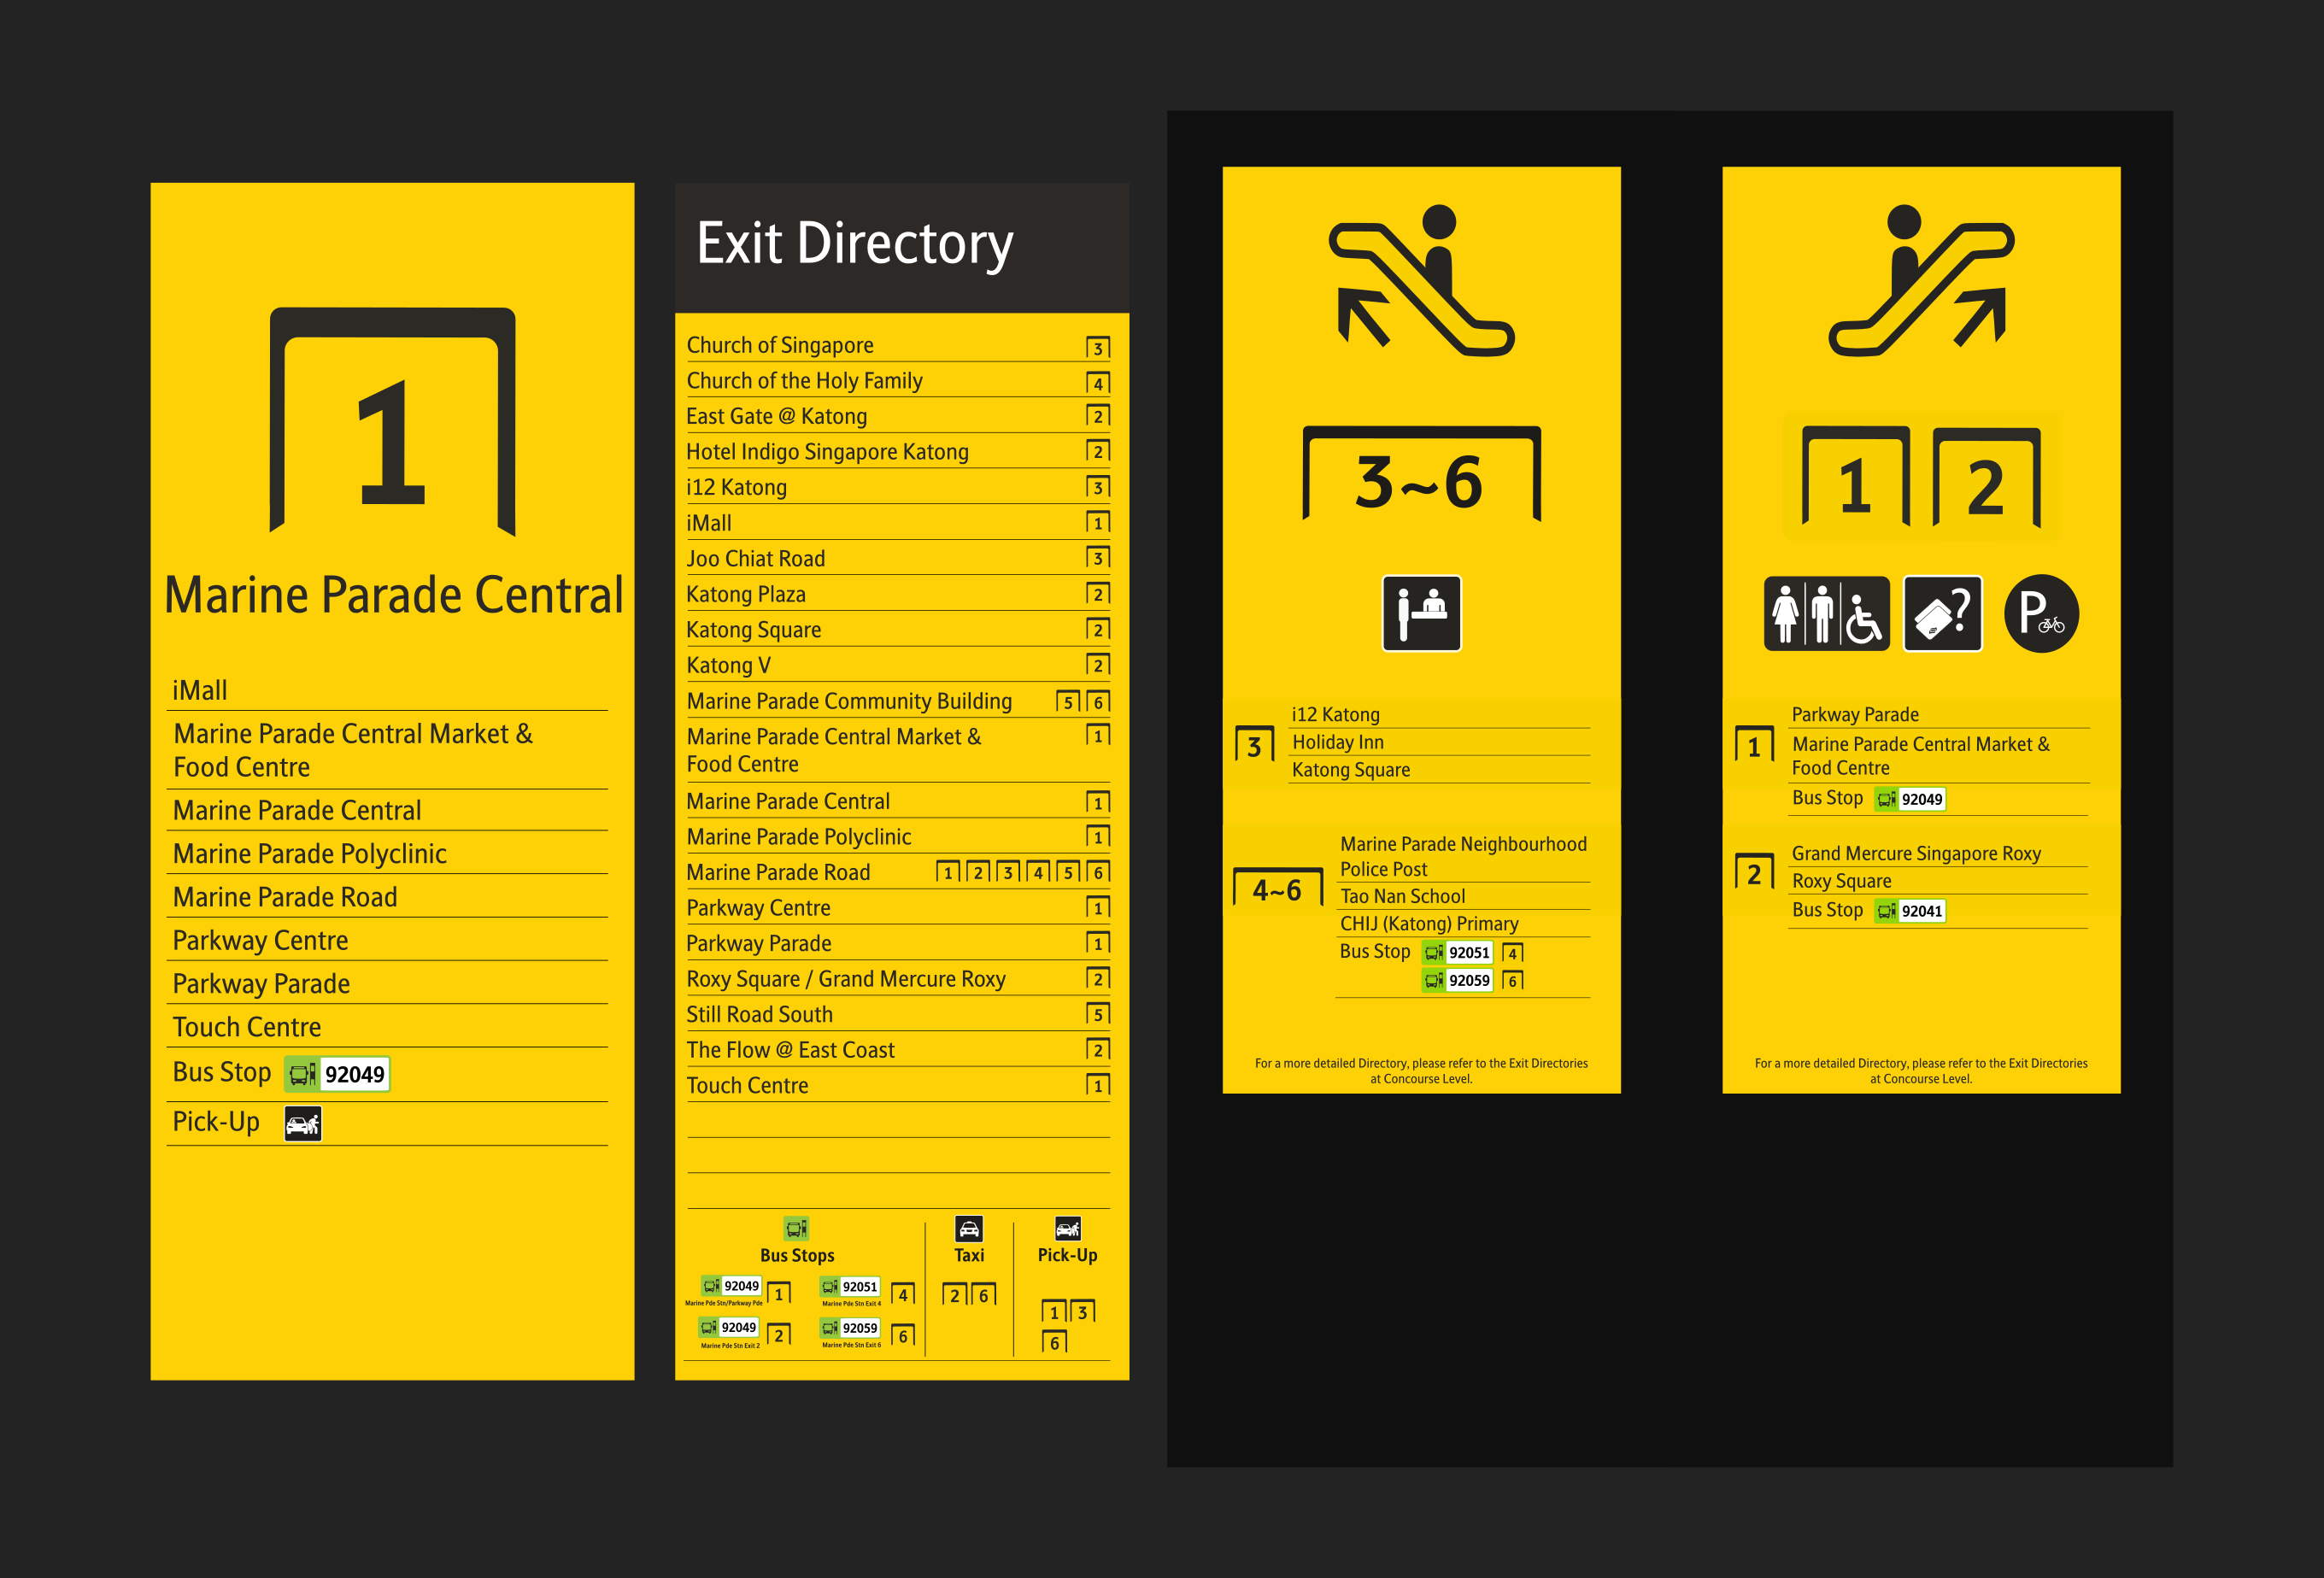 1
Marine Parade Central
iMall
Marine Parade Central Market &
Food Centre
Marine Parade Central
Marine Parade Polyclinic
Marine Parade Road
Parkway Centre
Parkway Parade
Touch Centre
Bus Stop 92049
Pick-Up
Exit Directory
Church of Singapore 3
Church of the Holy Family 4
East Gate @ Katong 2
Hotel Indigo Singapore Katong 2
i12 Katong 3
iMall 1
Joo Chiat Road 3
Katong Plaza 2
Katong Square 2
Katong V 2
Marine Parade Community Building 5 6
Marine Parade Central Market & 1
Food Centre
Marine Parade Central 1
Marine Parade Polyclinic 1
Marine Parade Road 1 2 3 4 5 6
Parkway Centre 1
Parkway Parade 1
Roxy Square / Grand Mercure Roxy 2
Still Road South 5
The Flow @ East Coast 2
Touch Centre 1
Bus Stops
92049 1
Marine Pde Stn/Parkway Pde
92049 2
Marine Pde Stn Exit 2
92051 4
Marine Pde Stn Exit 4
92059 6
Marine Pde Stn Exit 6
Taxi
2 6
Pick-Up
1 3
6
3~6
3
i12 Katong
Holiday Inn
Katong Square
4~6
Marine Parade Neighbourhood
Police Post
Tao Nan School
CHIJ (Katong) Primary
Bus Stop 92051 4
92059 6
For a more detailed Directory, please refer to the Exit Directories
at Concourse Level.
1 2
? P
1
Parkway Parade
Marine Parade Central Market &
Food Centre
Bus Stop 92049
2
Grand Mercure Singapore Roxy
Roxy Square
Bus Stop 92041
For a more detailed Directory, please refer to the Exit Directories
at Concourse Level.